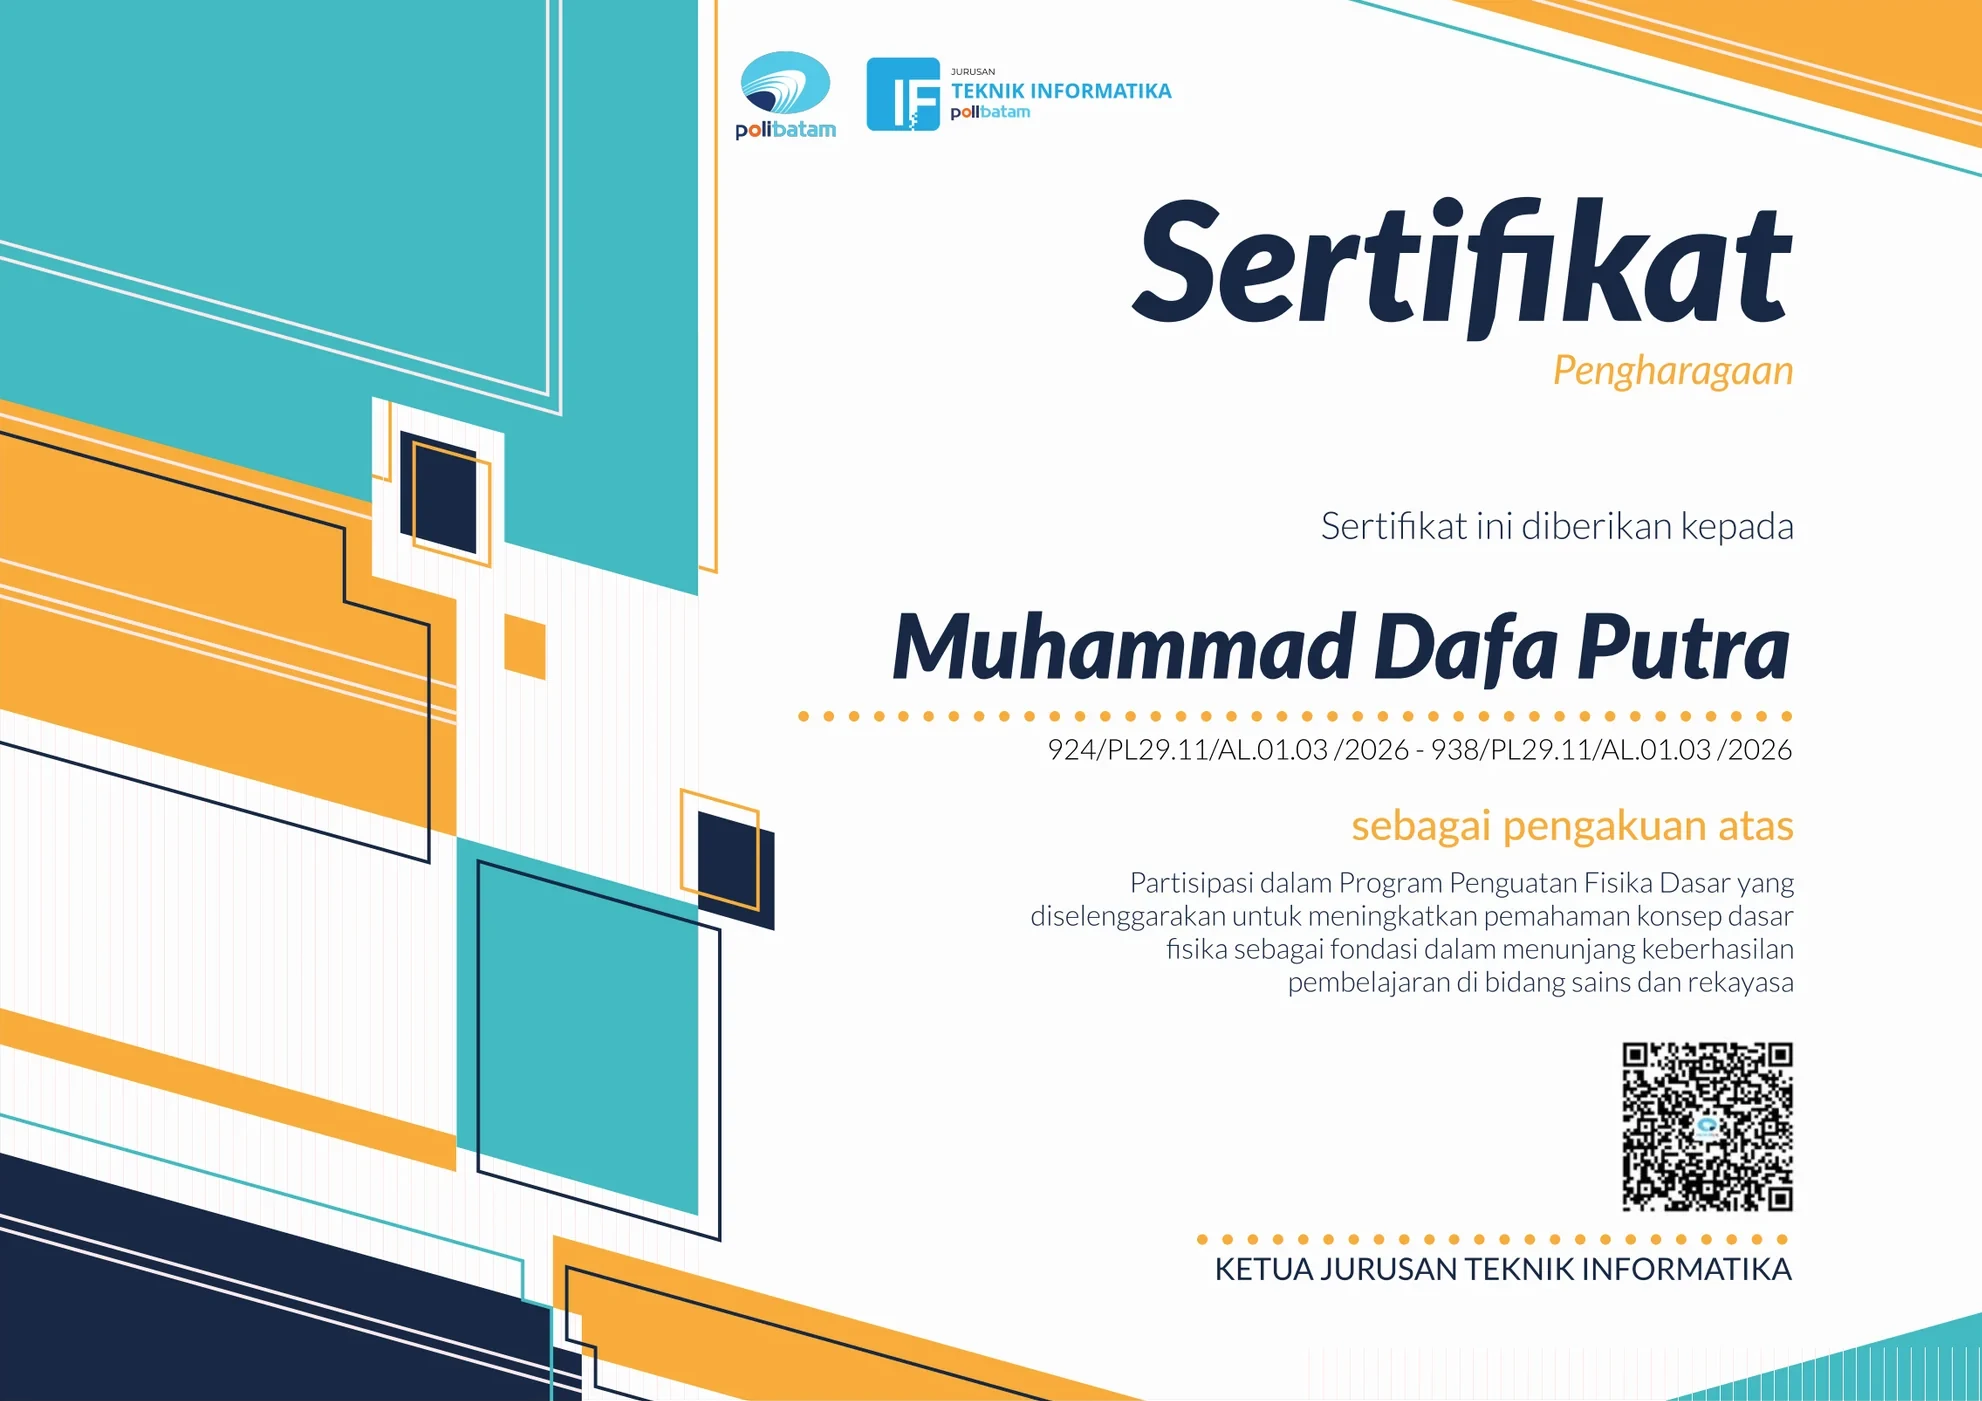 polibatam
IF
JURUSAN
TEKNIK INFORMATIKA
polibatam
Sertifikat
Pengharagaan
Sertifikat ini diberikan kepada
Muhammad Dafa Putra
924/PL29.11/AL.01.03 /2026 - 938/PL29.11/AL.01.03 /2026
sebagai pengakuan atas
Partisipasi dalam Program Penguatan Fisika Dasar yang
diselenggarakan untuk meningkatkan pemahaman konsep dasar
fisika sebagai fondasi dalam menunjang keberhasilan
pembelajaran di bidang sains dan rekayasa
KETUA JURUSAN TEKNIK INFORMATIKA